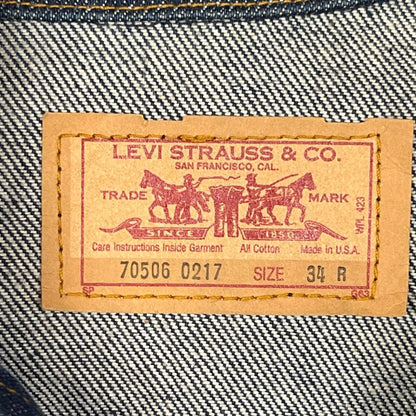 LEVI STRAUSS & CO.
SAN FRANCISCO, CAL.
TRADE MARK
WPL 423
SINCE 1850
Care Instructions Inside Garment All Cotton Made in U.S.A.
70506 0217 SIZE 34 R